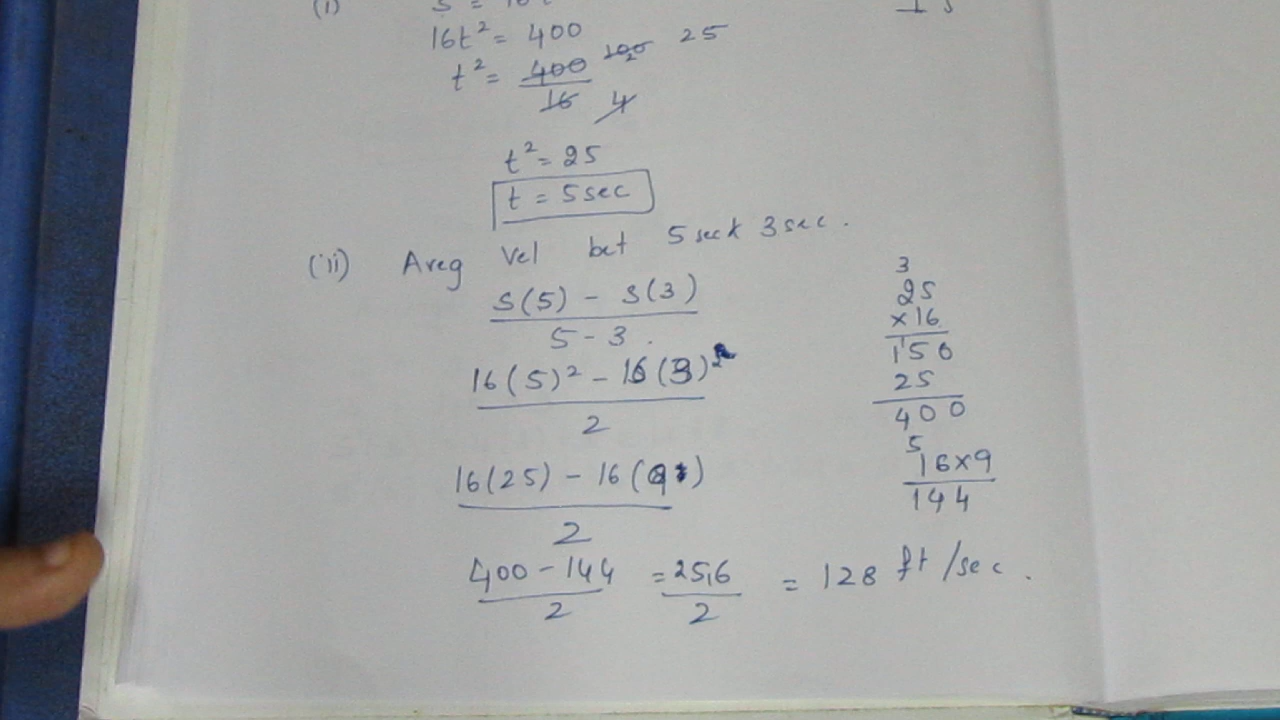 (i)
16t² = 400
t² = 400/16 100 25 4
t² = 25
t = 5 sec
(ii) Aveg Vel bet 5 sec & 3 sec.
S(5) - S(3)
5 - 3
16(5)² - 16(3)²
2
16(25) - 16(9)
2
400 - 144 = 256 = 128 ft/sec.
2 2
3
25
×16
150
25
400
5
16×9
144